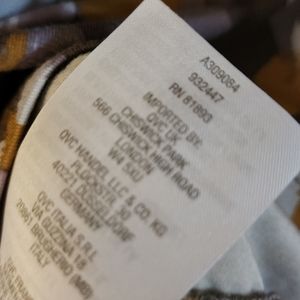 A309084
932447
RN 81893
IMPORTED BY:
QVC UK
CHISWICK PARK
566 CHISWICK HIGH ROAD
LONDON
W4 5XU
QVC HANDEL LLC & CO. KG
PLOCKSTR. 30
40221 DÜSSELDORF
GERMANY
QVC ITALIA S.R.L.
VIA GUZZINA 18
20861 BRUGHERIO (MB)
ITALY